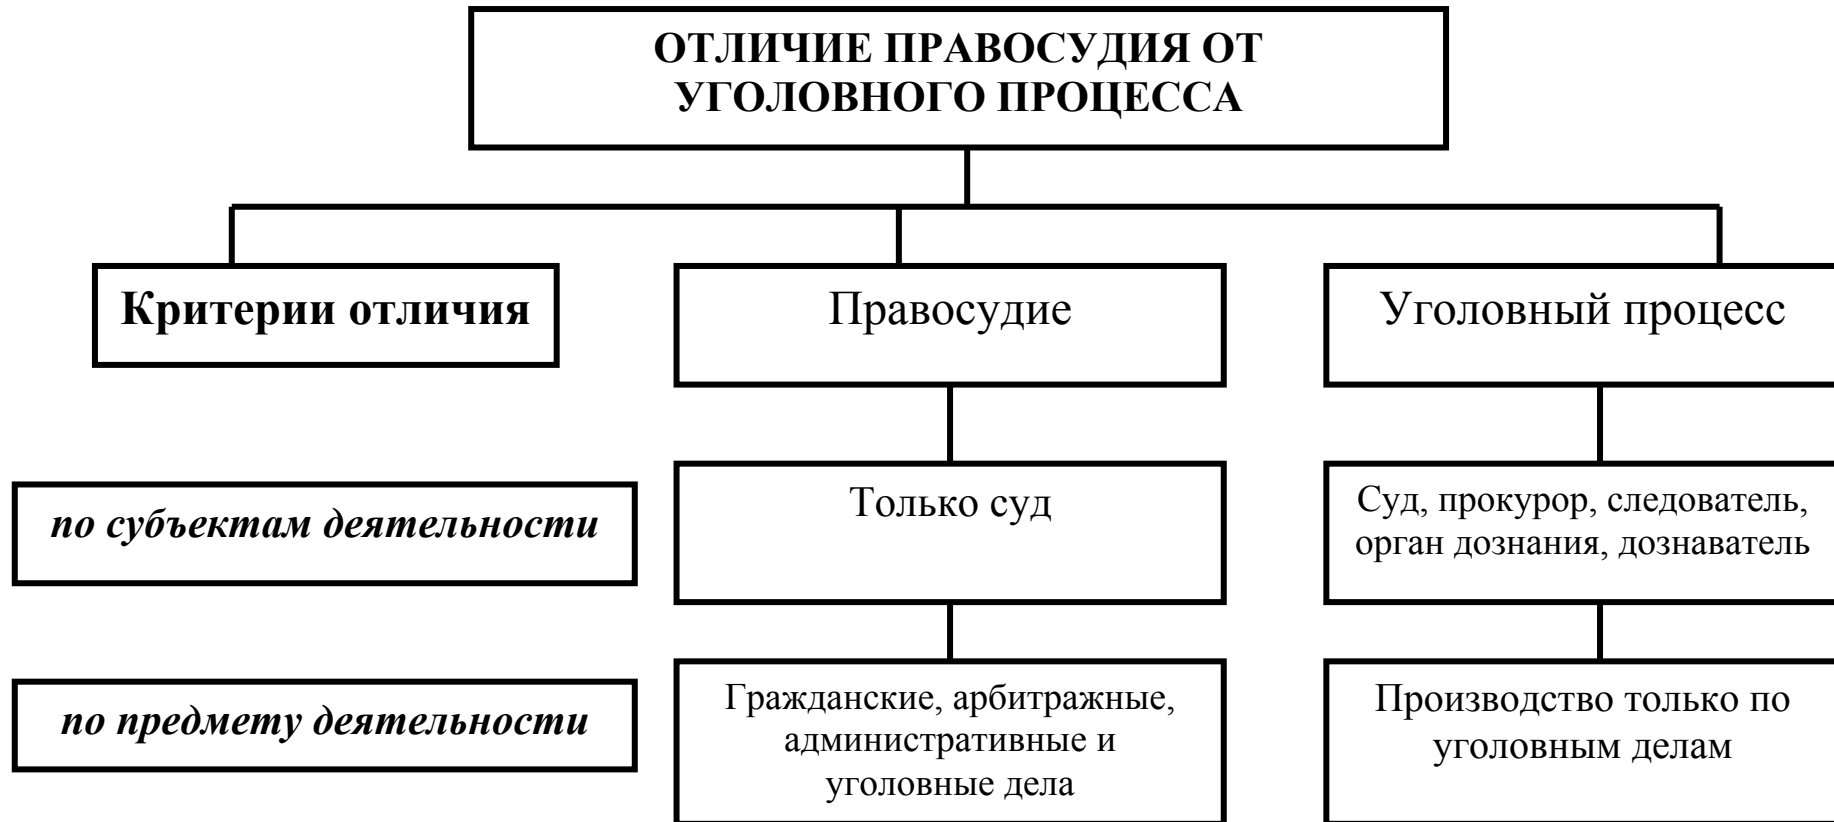 ОТЛИЧИЕ ПРАВОСУДИЯ ОТ
УГОЛОВНОГО ПРОЦЕССА
Критерии отличия
Правосудие
Уголовный процесс
по субъектам деятельности
Только суд
Суд, прокурор, следователь,
орган дознания, дознаватель
по предмету деятельности
Гражданские, арбитражные,
административные и
уголовные дела
Производство только по
уголовным делам